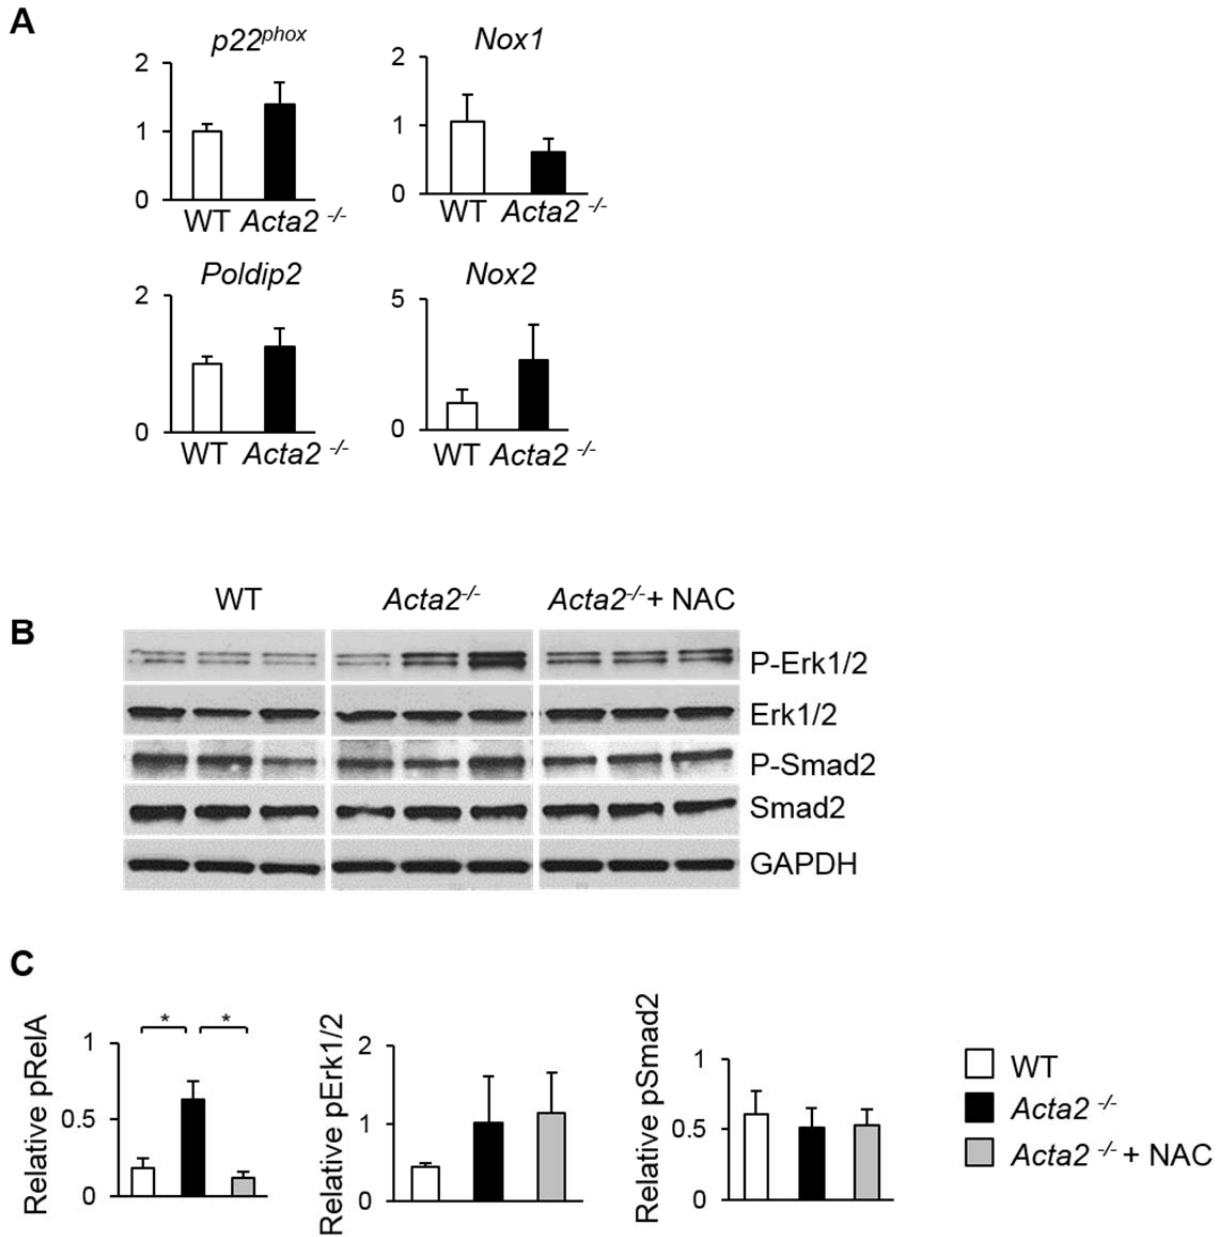 A
p22phox
2
1
0
WT Acta2 -/-
Nox1
2
1
0
WT Acta2 -/-
Poldip2
2
0
WT Acta2 -/-
Nox2
5
0
WT Acta2 -/-
B
WT Acta2-/- Acta2-/-+ NAC
P-Erk1/2
Erk1/2
P-Smad2
Smad2
GAPDH
C
Relative pRelA
1
0.5
0
* *
Relative pErk1/2
2
1
0
Relative pSmad2
1
0.5
0
WT
Acta2 -/-
Acta2 -/- + NAC